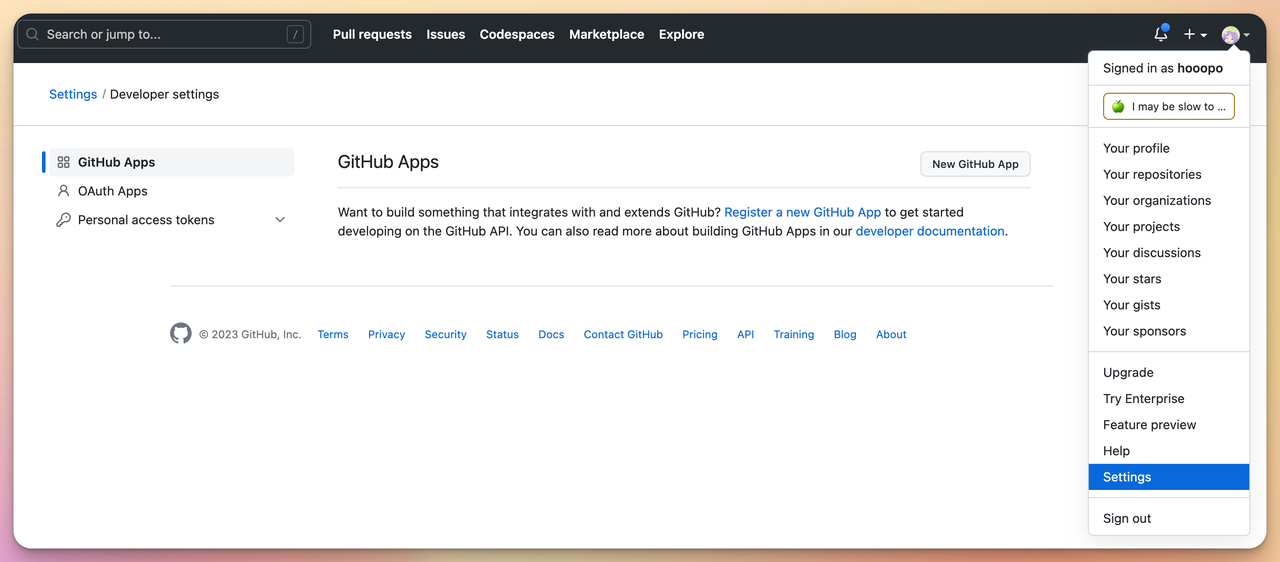 Search or jump to... /
Pull requests Issues Codespaces Marketplace Explore
Signed in as hooopo
I may be slow to ...
Your profile
Your repositories
Your organizations
Your projects
Your discussions
Your stars
Your gists
Your sponsors
Upgrade
Try Enterprise
Feature preview
Help
Settings
Sign out
Settings / Developer settings
GitHub Apps
OAuth Apps
Personal access tokens
GitHub Apps
New GitHub App
Want to build something that integrates with and extends GitHub? Register a new GitHub App to get started
developing on the GitHub API. You can also read more about building GitHub Apps in our developer documentation.
© 2023 GitHub, Inc. Terms Privacy Security Status Docs Contact GitHub Pricing API Training Blog About